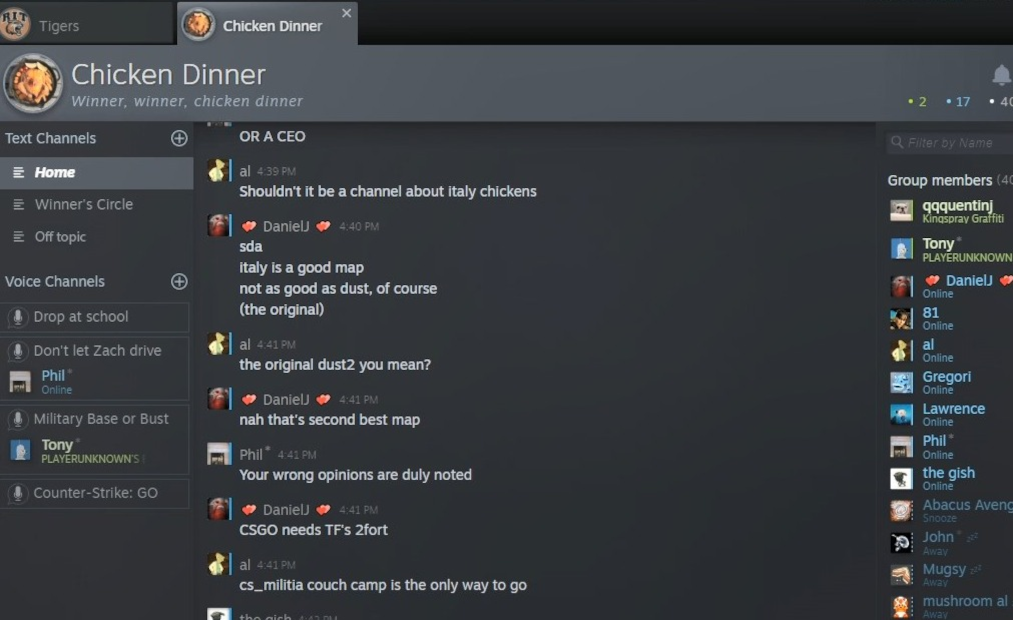 Tigers
Chicken Dinner
Chicken Dinner
Winner, winner, chicken dinner
2 17 40
Text Channels
Home
Winner's Circle
Off topic
Voice Channels
Drop at school
Don't let Zach drive
Phil
Online
Military Base or Bust
Tony
PLAYERUNKNOWN'S
Counter-Strike: GO
OR A CEO
al 4:39 PM
Shouldn't it be a channel about italy chickens
DanielJ 4:40 PM
sda
italy is a good map
not as good as dust, of course
(the original)
al 4:41 PM
the original dust2 you mean?
DanielJ 4:41 PM
nah that's second best map
Phil 4:41 PM
Your wrong opinions are duly noted
DanielJ 4:41 PM
CSGO needs TF's 2fort
al 4:41 PM
cs_militia couch camp is the only way to go
the gish 4:42 PM
Filter by Name
Group members (40
qqquentinj
Kingspray Graffiti
Tony
PLAYERUNKNOWN
DanielJ
Online
81
Online
al
Online
Gregori
Online
Lawrence
Online
Phil
Online
the gish
Online
Abacus Aveng
Snooze
John
Away
Mugsy
Away
mushroom al
Away